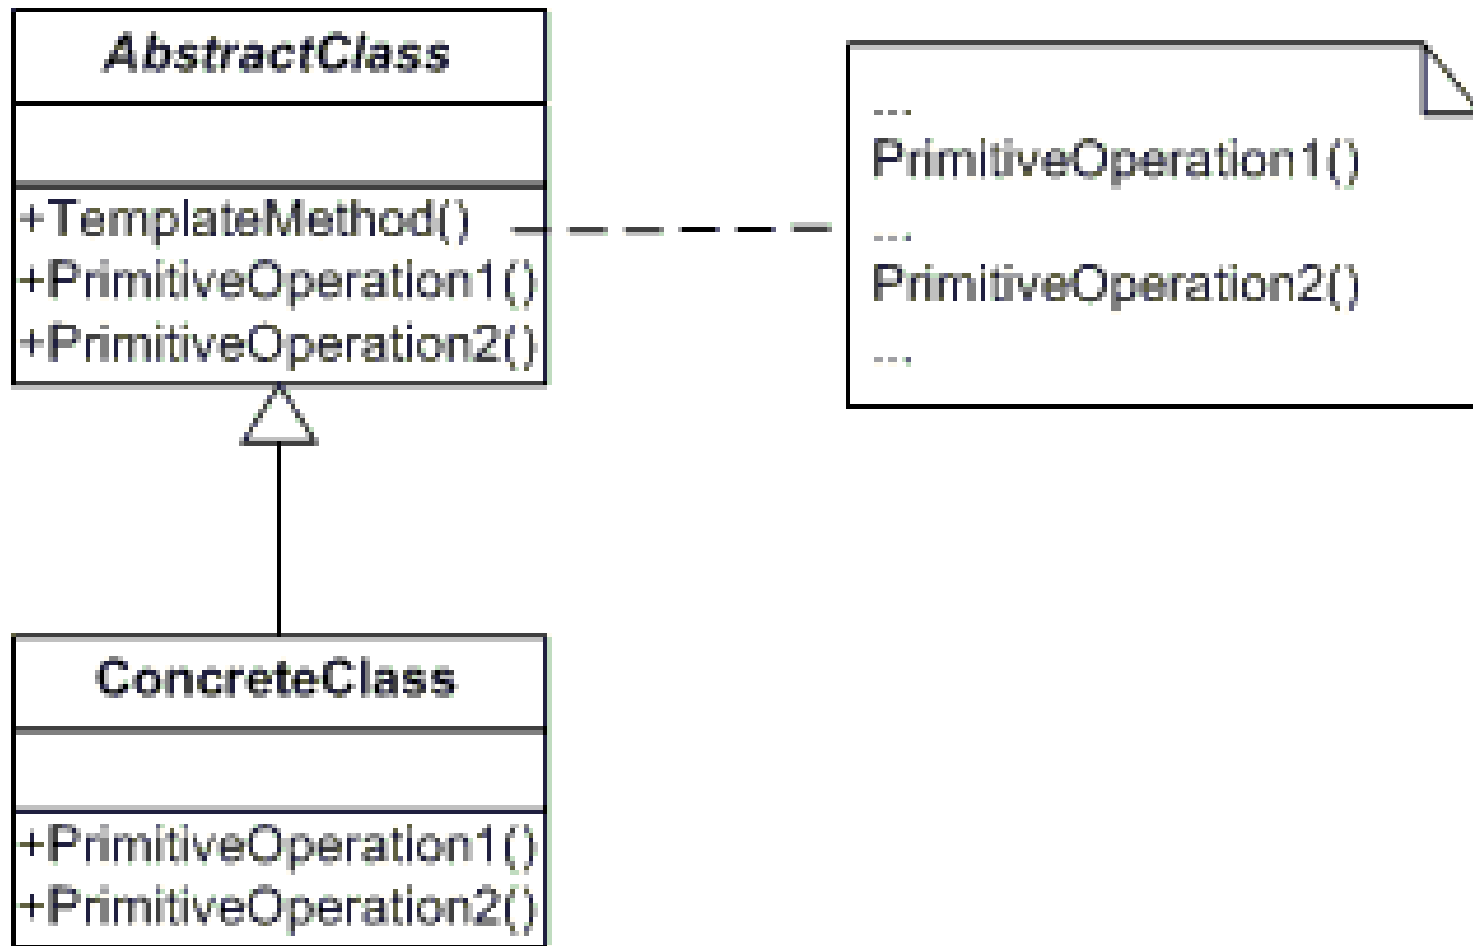 AbstractClass
+TemplateMethod()
+PrimitiveOperation1()
+PrimitiveOperation2()
...
PrimitiveOperation1()
...
PrimitiveOperation2()
...
ConcreteClass
+PrimitiveOperation1()
+PrimitiveOperation2()